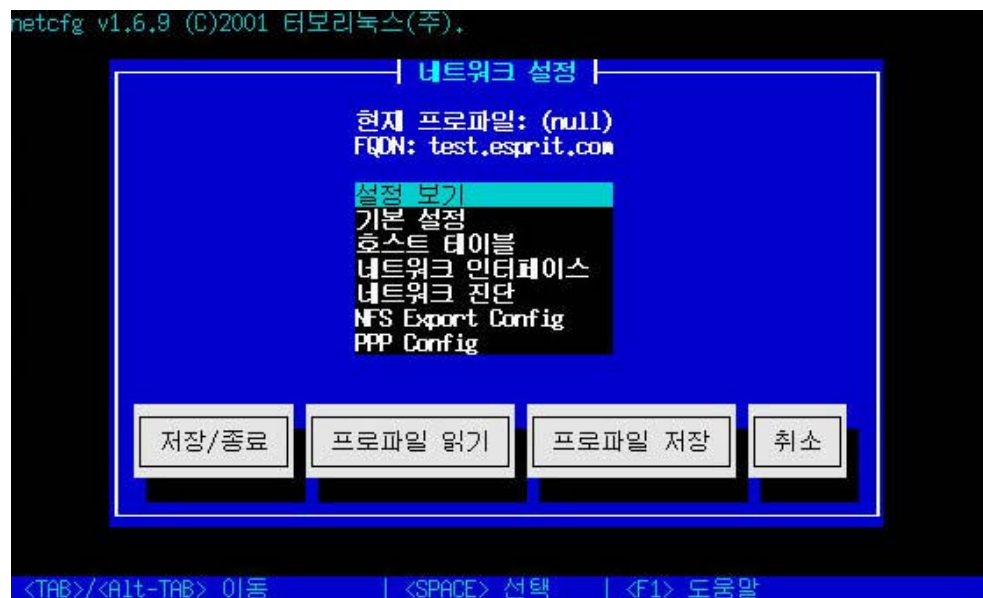 netcfg v1.6.9 (C)2001 터보리눅스(주).
네트워크 설정
현재 프로파일: (null)
FQDN: test.esprit.com
설정 보기
기본 설정
호스트 테이블
네트워크 인터페이스
네트워크 진단
NFS Export Config
PPP Config
저장/종료 프로파일 읽기 프로파일 저장 취소
<TAB>/<Alt-TAB> 이동 | <SPACE> 선택 | <F1> 도움말